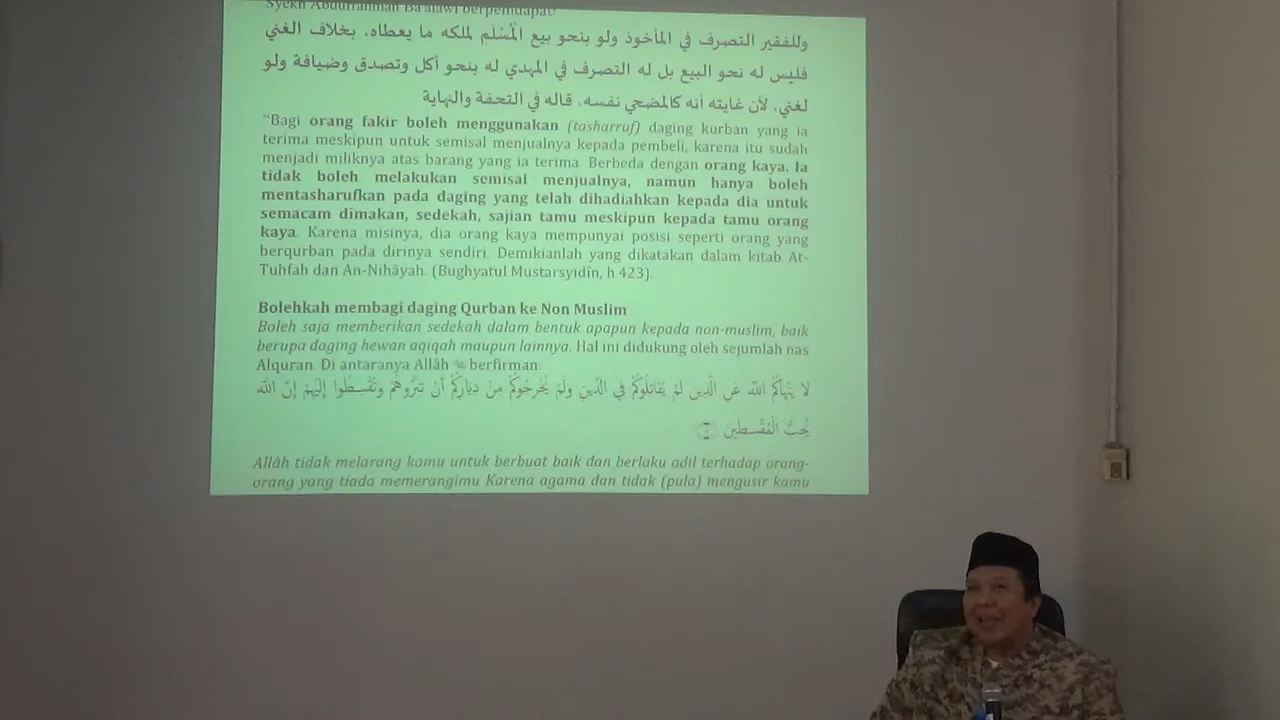 Syekh Abdurrahman Ba'alawi berpemdapat:
وللفقير التصرف في المأخوذ ولو بنحو بيع الْمُسْلَم لملكه ما يعطاه، بخلاف الغني
فليس له نحو البيع بل له التصرف في المهدي له بنحو أكل وتصدق وضيافة ولو
لغني، لأن غايته أنه كالمضحي نفسه، قاله في التحفة والنهاية
"Bagi orang fakir boleh menggunakan (tasharruf) daging kurban yang ia
terima meskipun untuk semisal menjualnya kepada pembeli, karena itu sudah
menjadi miliknya atas barang yang ia terima. Berbeda dengan orang kaya. Ia
tidak boleh melakukan semisal menjualnya, namun hanya boleh
mentasharufkan pada daging yang telah dihadiahkan kepada dia untuk
semacam dimakan, sedekah, sajian tamu meskipun kepada tamu orang
kaya. Karena misinya, dia orang kaya mempunyai posisi seperti orang yang
berqurban pada dirinya sendiri. Demikianlah yang dikatakan dalam kitab At-
Tuhfah dan An-Nihâyah. (Bughyatul Mustarsyidîn, h.423).
Bolehkah membagi daging Qurban ke Non Muslim
Boleh saja memberikan sedekah dalam bentuk apapun kepada non-muslim, baik
berupa daging hewan aqiqah maupun lainnya. Hal ini didukung oleh sejumlah nas
Alquran. Di antaranya Allâh ﷻ berfirman:
لا يَنْهَاكُمُ اللَّهُ عَنِ الَّذِينَ لَمْ يُقَاتِلُوكُمْ فِي الدِّينِ وَلَمْ يُخْرِجُوكُمْ مِنْ دِيَارِكُمْ أَنْ تَبَرُّوهُمْ وَتُقْسِطُوا إِلَيْهِمْ إِنَّ اللَّهَ
يُحِبُّ الْمُقْسِطِينَ
Allâh tidak melarang kamu untuk berbuat baik dan berlaku adil terhadap orang-
orang yang tiada memerangimu Karena agama dan tidak (pula) mengusir kamu